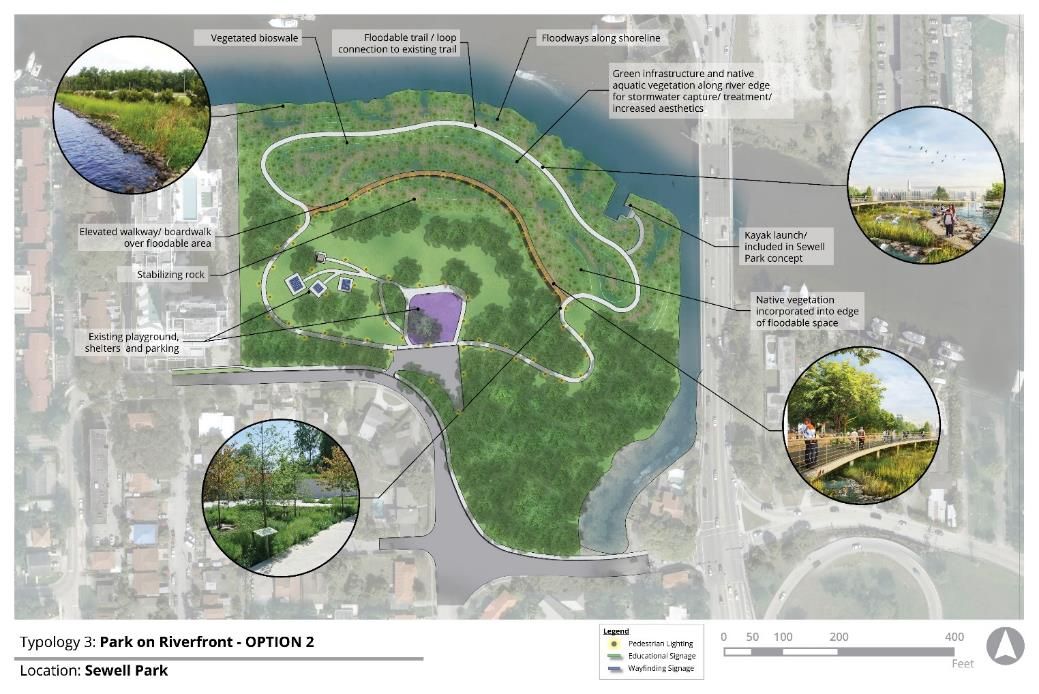 Vegetated bioswale
Floodable trail / loop
connection to existing trail
Floodways along shoreline
Green infrastructure and native
aquatic vegetation along river edge
for stormwater capture/ treatment/
increased aesthetics
Elevated walkway/ boardwalk
over floodable area
Stabilizing rock
Kayak launch/
included in Sewell
Park concept
Native vegetation
incorporated into edge
of floodable space
Existing playground,
shelters and parking
Typology 3: Park on Riverfront - OPTION 2
Location: Sewell Park
Legend
Pedestrian Lighting
Educational Signage
Wayfinding Signage
0 50 100 200 400
Feet